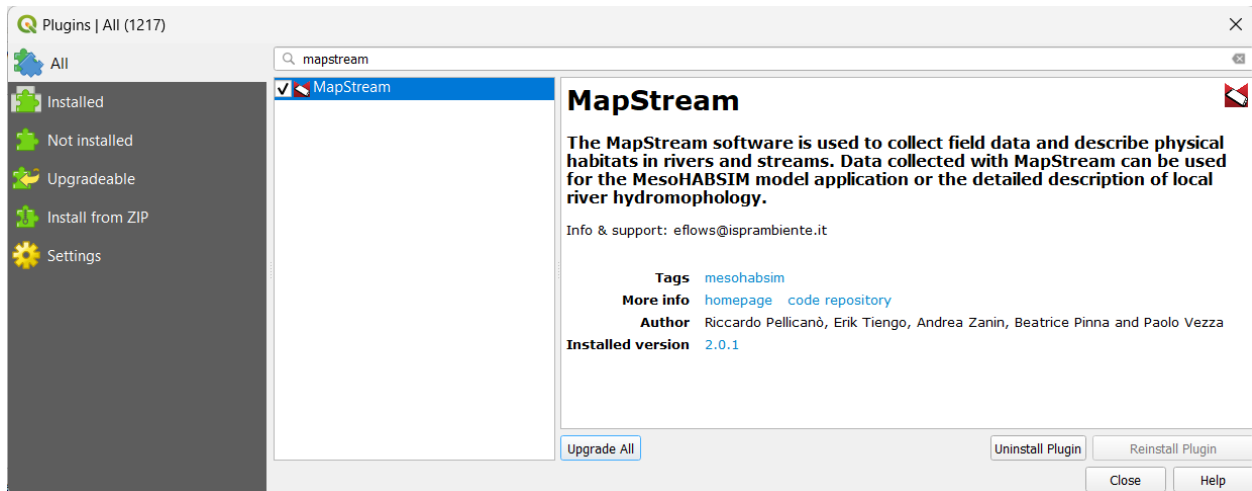 Plugins | All (1217)
All
Installed
Not installed
Upgradeable
Install from ZIP
Settings
mapstream
MapStream
MapStream
The MapStream software is used to collect field data and describe physical
habitats in rivers and streams. Data collected with MapStream can be used
for the MesoHABSIM model application or the detailed description of local
river hydromophology.
Info & support: eflows@isprambiente.it
Tags mesohabsim
More info homepage code repository
Author Riccardo Pellicanò, Erik Tiengo, Andrea Zanin, Beatrice Pinna and Paolo Vezza
Installed version 2.0.1
Upgrade All Uninstall Plugin Reinstall Plugin
Close Help